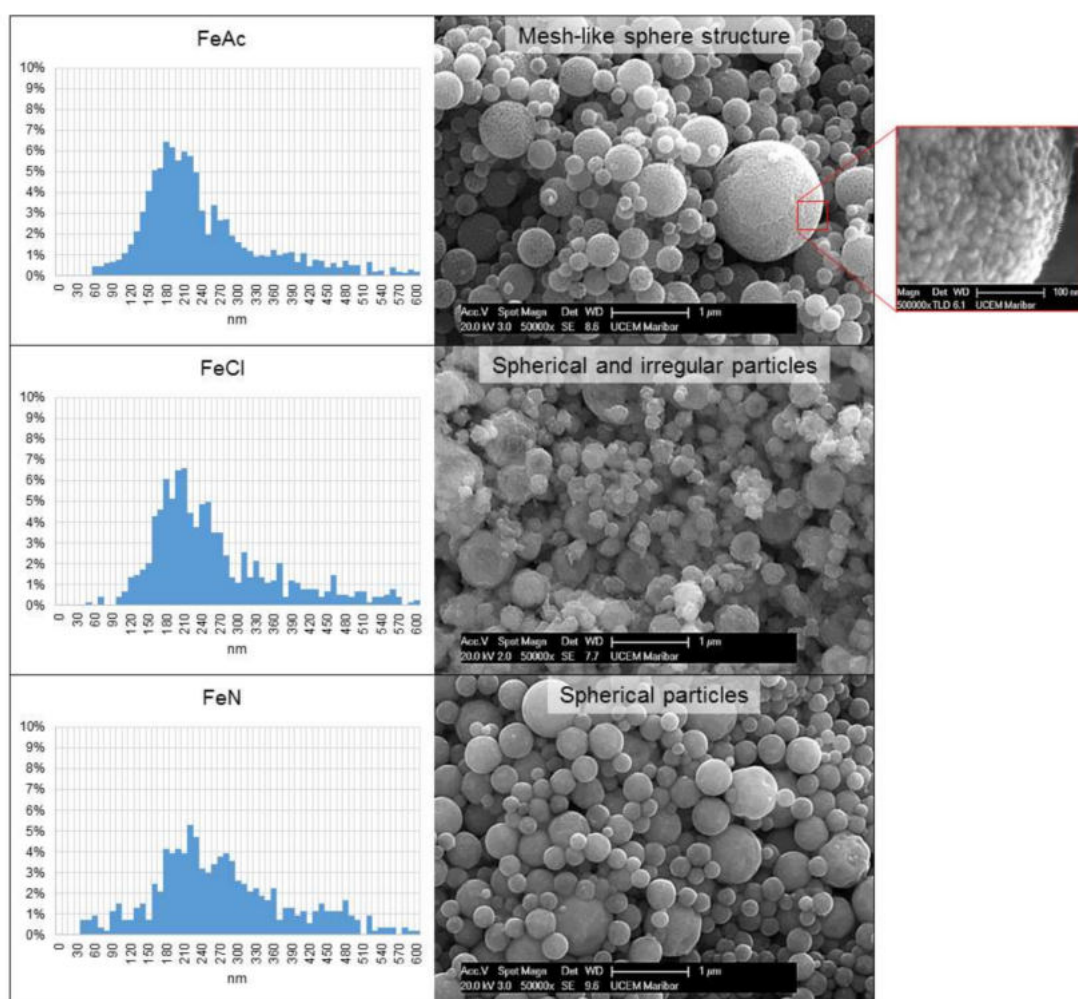 FeAc
10%
9%
8%
7%
6%
5%
4%
3%
2%
1%
0%
0 30 60 90 120 150 180 210 240 270 300 330 360 390 420 450 480 510 540 570 600
nm
Mesh-like sphere structure
Acc.V Spot Magn Det WD 1 µm
20.0 kV 3.0 50000x SE 8.6 UCEM Maribor
Magn Det WD 100 nm
500000x TLD 6.1 UCEM Maribor
FeCl
10%
9%
8%
7%
6%
5%
4%
3%
2%
1%
0%
0 30 60 90 120 150 180 210 240 270 300 330 360 390 420 450 480 510 540 570 600
nm
Spherical and irregular particles
Acc.V Spot Magn Det WD 1 µm
20.0 kV 2.0 50000x SE 7.7 UCEM Maribor
FeN
10%
9%
8%
7%
6%
5%
4%
3%
2%
1%
0%
0 30 60 90 120 150 180 210 240 270 300 330 360 390 420 450 480 510 540 570 600
nm
Spherical particles
Acc.V Spot Magn Det WD 1 µm
20.0 kV 3.0 50000x SE 9.6 UCEM Maribor